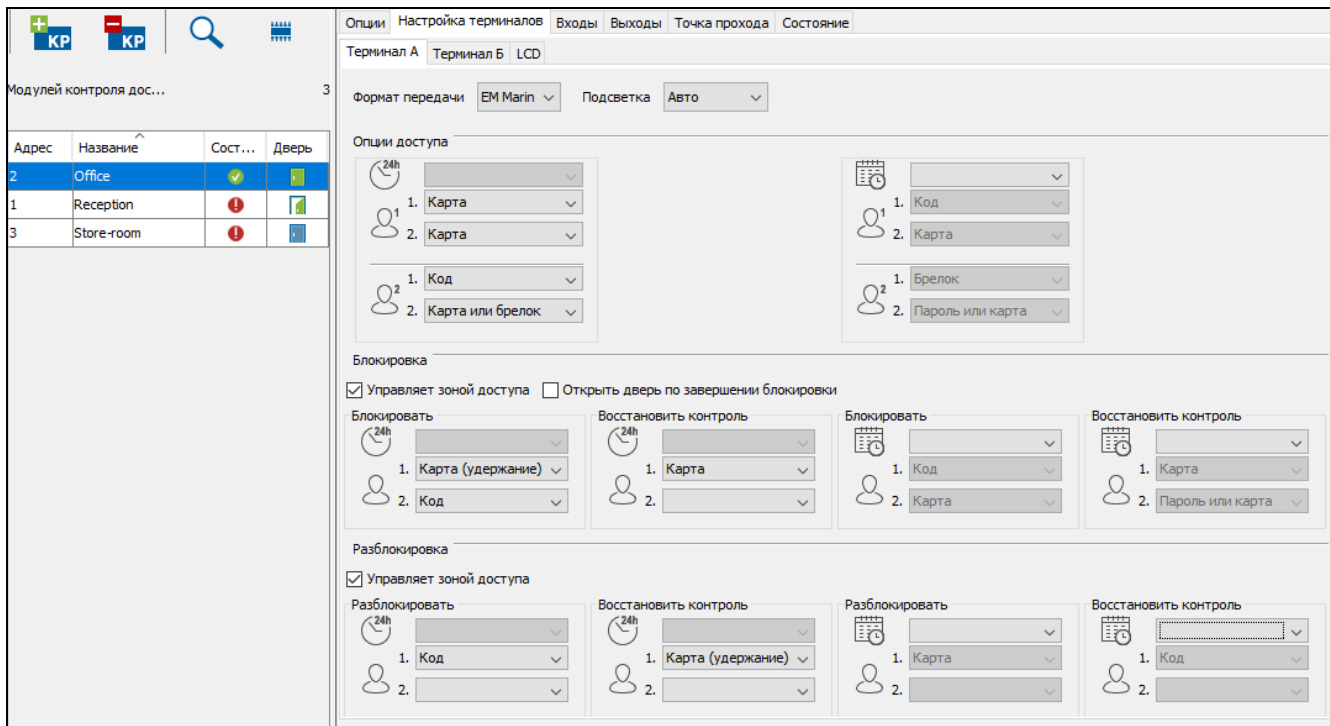 КР КР
Модулей контроля дос... 3
Адрес Название Сост... Дверь
2 Office
1 Reception
3 Store-room
Опции Настройка терминалов Входы Выходы Точка прохода Состояние
Терминал А Терминал Б LCD
Формат передачи EM Marin Подсветка Авто
Опции доступа
24h
1 1. Карта 1 1. Код
2. Карта 2. Карта
2 1. Код 2 1. Брелок
2. Карта или брелок 2. Пароль или карта
Блокировка
Управляет зоной доступа Открыть дверь по завершении блокировки
Блокировать Восстановить контроль Блокировать Восстановить контроль
24h 24h
1. Карта (удержание) 1. Карта 1. Код 1. Карта
2. Код 2. 2. Карта 2. Пароль или карта
Разблокировка
Управляет зоной доступа
Разблокировать Восстановить контроль Разблокировать Восстановить контроль
24h 24h
1. Код 1. Карта (удержание) 1. Карта 1. Код
2. 2. 2. 2.